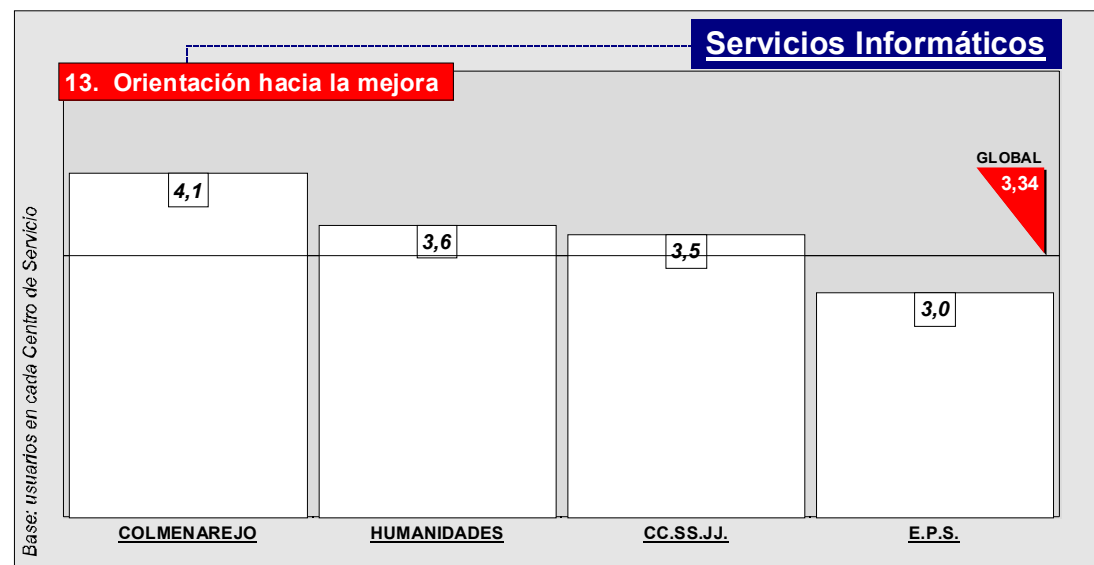 Servicios Informáticos
13. Orientación hacia la mejora
GLOBAL
3,34
4,1
3,6
3,5
3,0
Base: usuarios en cada Centro de Servicio
COLMENAREJO
HUMANIDADES
CC.SS.JJ.
E.P.S.